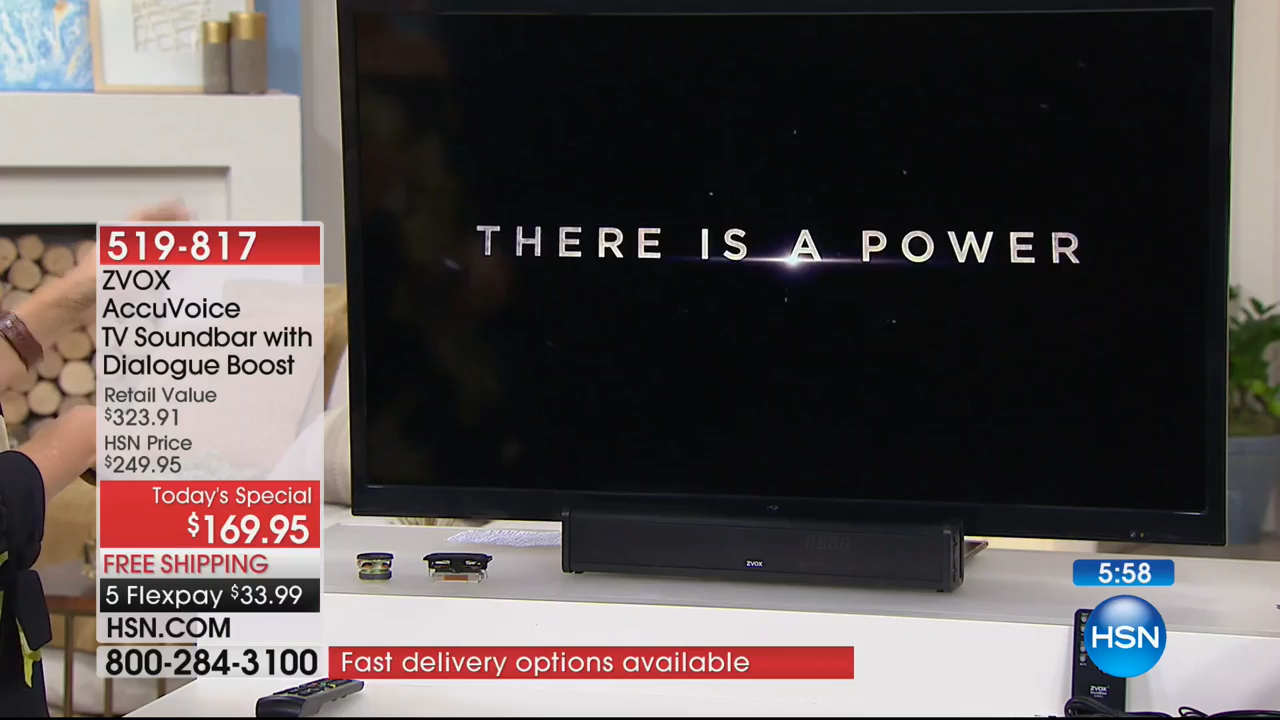 THERE IS A POWER
519-817
ZVOX
AccuVoice
TV Soundbar with
Dialogue Boost
Retail Value
$323.91
HSN Price
$249.95
Today's Special
$169.95
FREE SHIPPING
5 Flexpay $33.99
HSN.COM
800-284-3100
Fast delivery options available
ZVOX
5:58
HSN
ZVOX